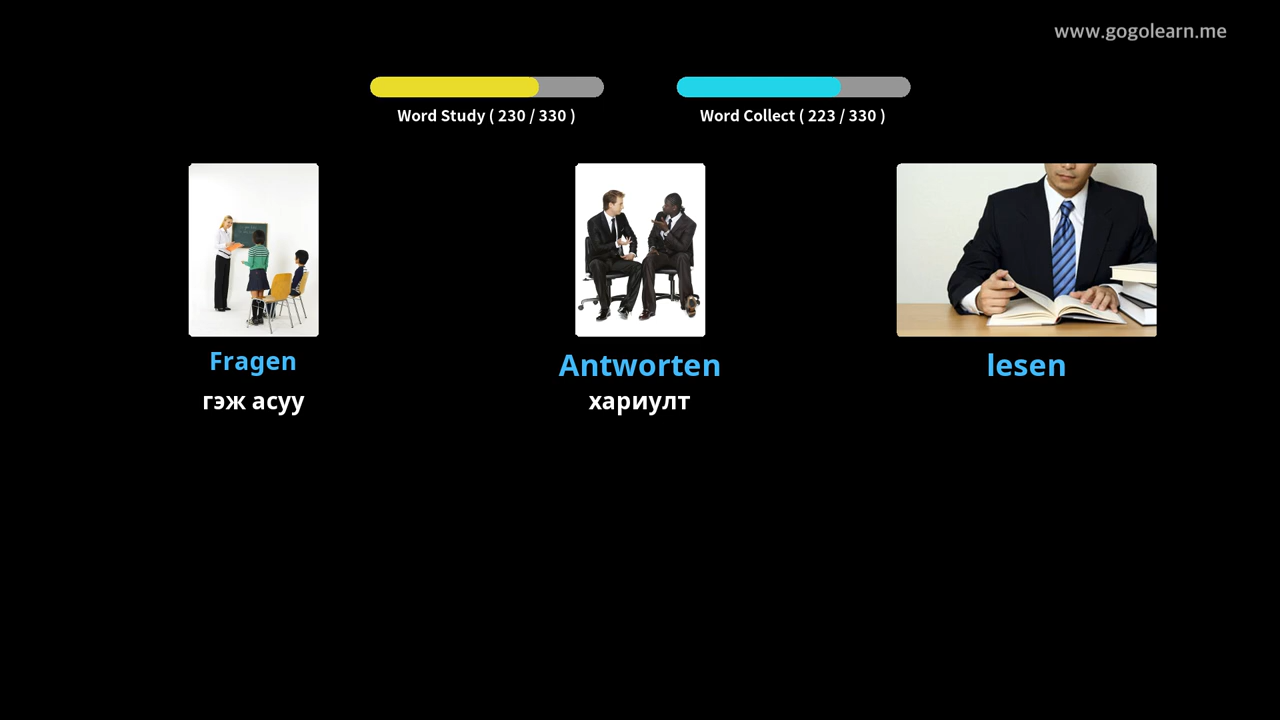 www.gogolearn.me
Word Study ( 230 / 330 )
Word Collect ( 223 / 330 )
Fragen
гэж асуу
Antworten
хариулт
lesen